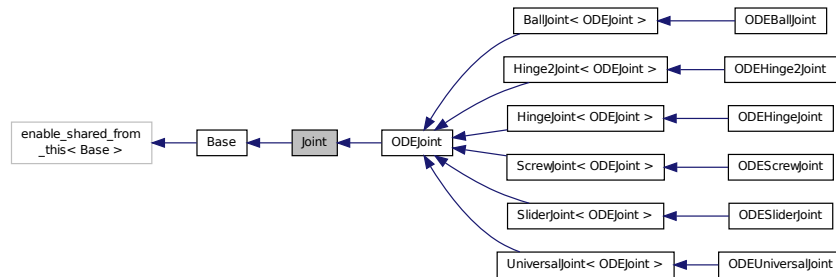 BallJoint< ODEJoint >
ODEBallJoint
Hinge2Joint< ODEJoint >
ODEHinge2Joint
enable_shared_from
_this< Base >
Base
Joint
ODEJoint
HingeJoint< ODEJoint >
ODEHingeJoint
ScrewJoint< ODEJoint >
ODEScrewJoint
SliderJoint< ODEJoint >
ODESliderJoint
UniversalJoint< ODEJoint >
ODEUniversalJoint